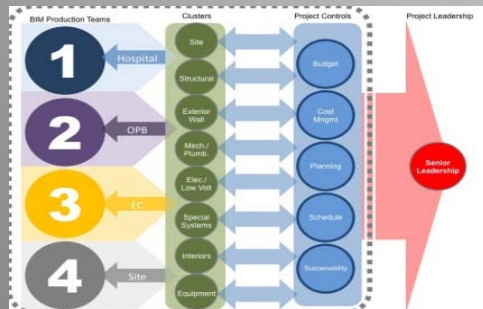 BIM Production Teams
Clusters
Project Controls
Project Leadership
1
Hospital
2
OPB
3
EC
4
Site
Site
Structural
Exterior
Wall
Mech./
Plumb.
Elec./
Low Volt
Special
Systems
Interiors
Equipment
Budget
Cost
Mngmt
Planning
Schedule
Sustainability
Senior
Leadership